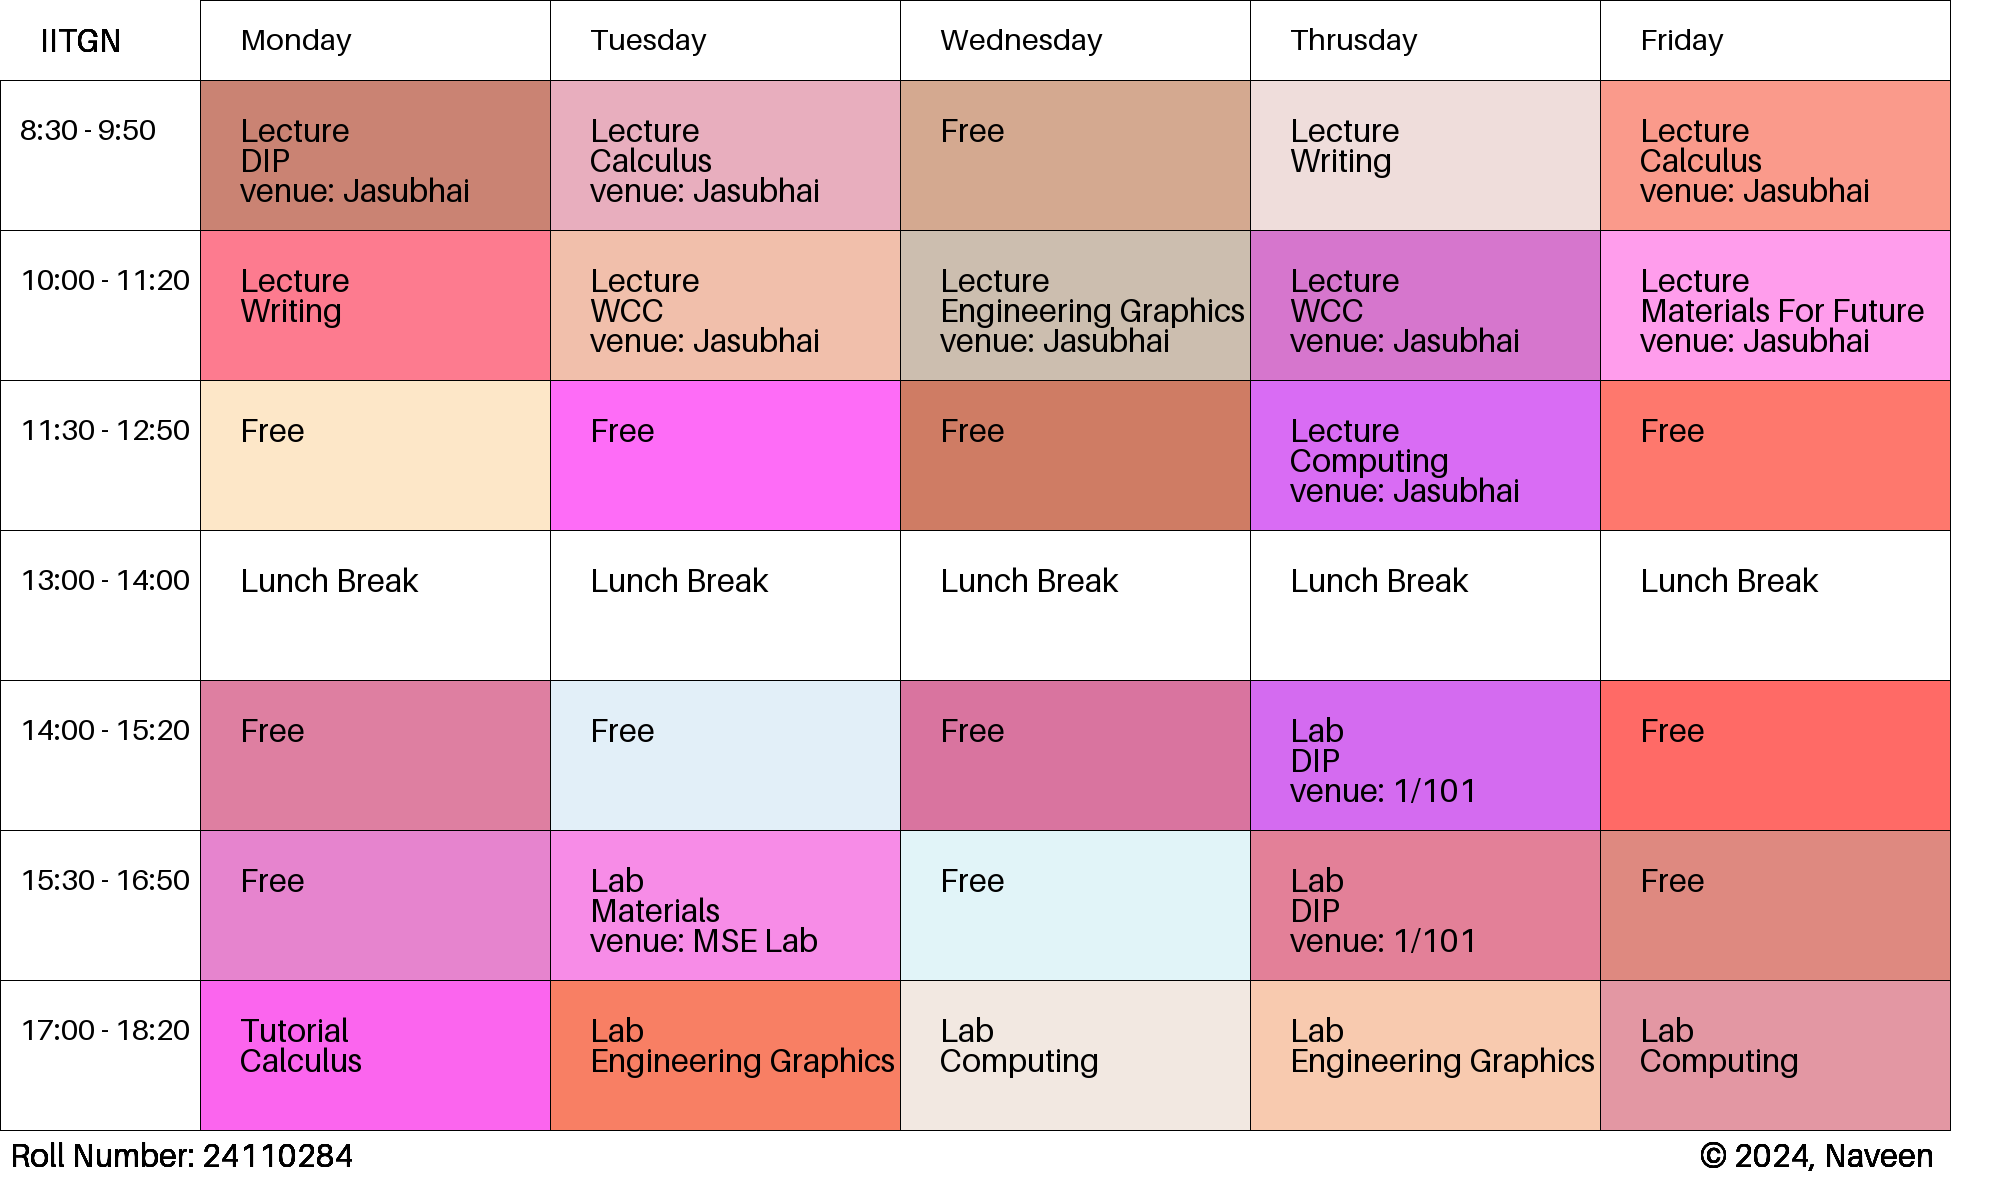 IITGN Monday Tuesday Wednesday Thrusday Friday
8:30 - 9:50
Lecture
DIP
venue: Jasubhai
Lecture
Calculus
venue: Jasubhai
Free
Lecture
Writing
Lecture
Calculus
venue: Jasubhai
10:00 - 11:20
Lecture
Writing
Lecture
WCC
venue: Jasubhai
Lecture
Engineering Graphics
venue: Jasubhai
Lecture
WCC
venue: Jasubhai
Lecture
Materials For Future
venue: Jasubhai
11:30 - 12:50
Free
Free
Free
Lecture
Computing
venue: Jasubhai
Free
13:00 - 14:00
Lunch Break
Lunch Break
Lunch Break
Lunch Break
Lunch Break
14:00 - 15:20
Free
Free
Free
Lab
DIP
venue: 1/101
Free
15:30 - 16:50
Free
Lab
Materials
venue: MSE Lab
Free
Lab
DIP
venue: 1/101
Free
17:00 - 18:20
Tutorial
Calculus
Lab
Engineering Graphics
Lab
Computing
Lab
Engineering Graphics
Lab
Computing
Roll Number: 24110284
© 2024, Naveen